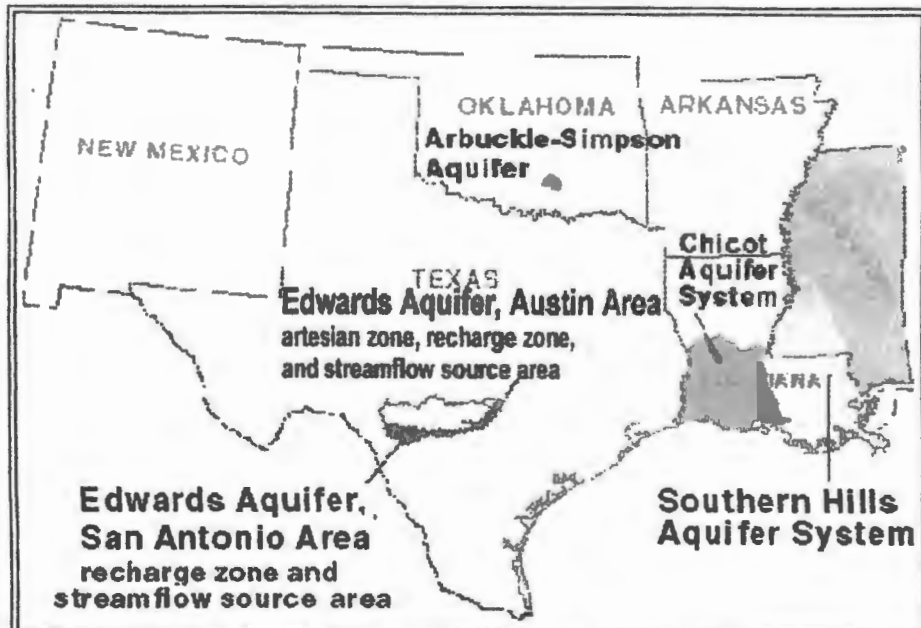 OKLAHOMA
ARKANSAS
NEW MEXICO
Arbuckle-Simpson
Aquifer
Chicot
Aquifer
System
TEXAS
Edwards Aquifer, Austin Area
artesian zone, recharge zone,
and streamflow source area
IANA
Edwards Aquifer,
San Antonio Area
recharge zone and
streamflow source area
Southern Hills
Aquifer System